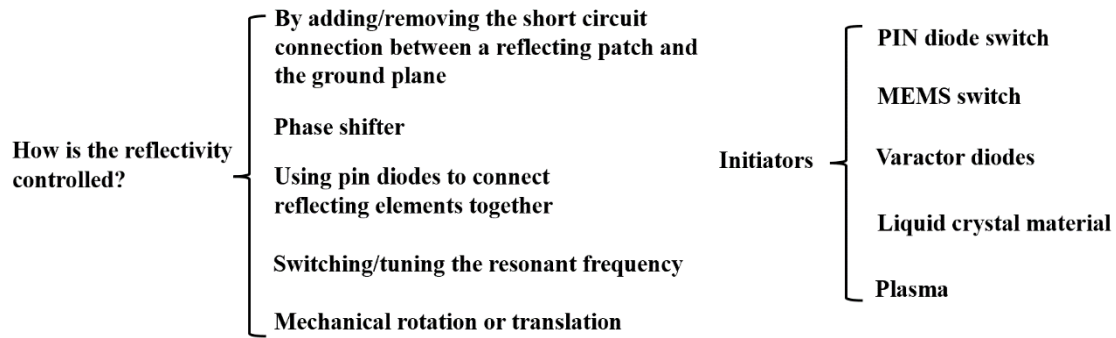 How is the reflectivity
controlled?
By adding/removing the short circuit
connection between a reflecting patch and
the ground plane
Phase shifter
Using pin diodes to connect
reflecting elements together
Switching/tuning the resonant frequency
Mechanical rotation or translation
Initiators
PIN diode switch
MEMS switch
Varactor diodes
Liquid crystal material
Plasma